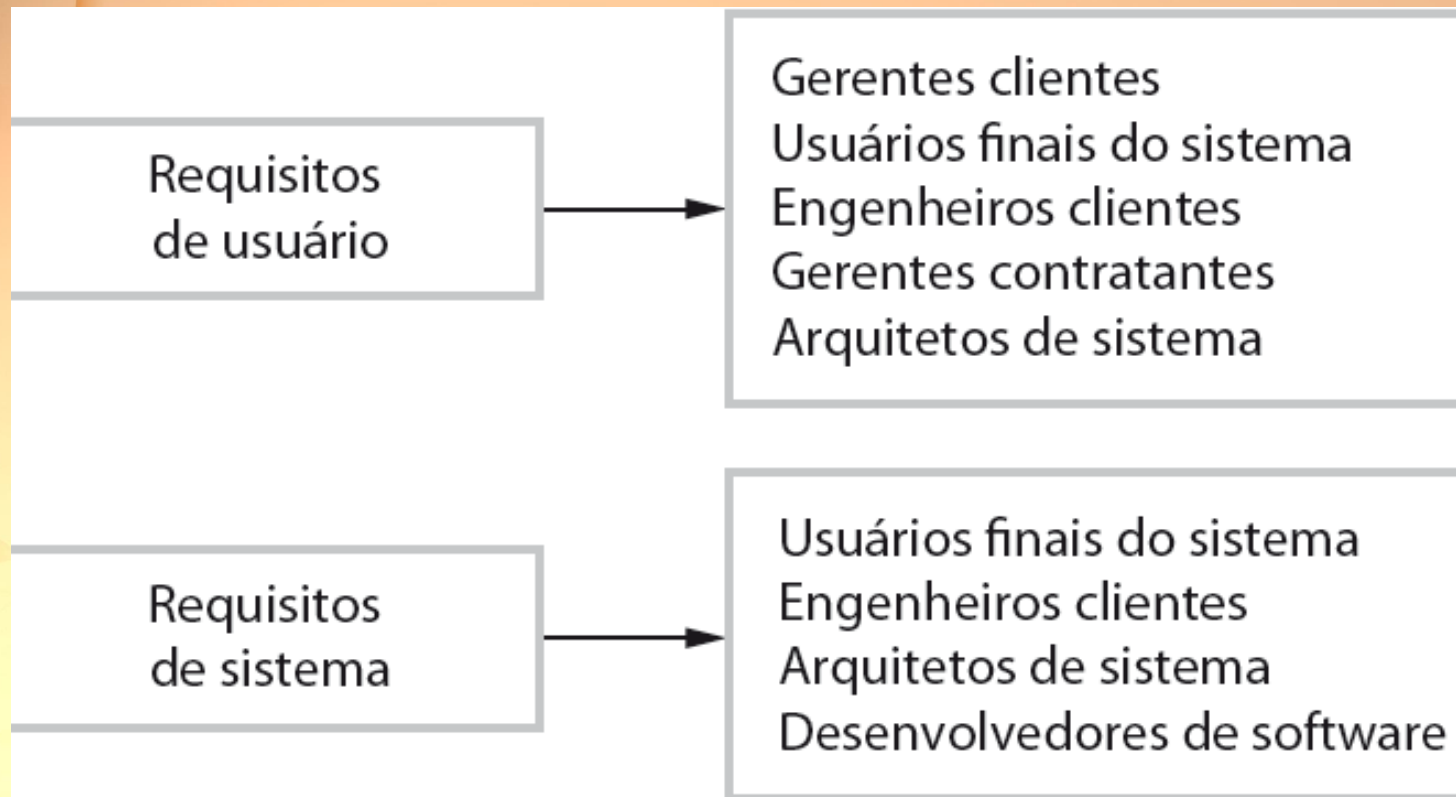 Requisitos
de usuário
Gerentes clientes
Usuários finais do sistema
Engenheiros clientes
Gerentes contratantes
Arquitetos de sistema
Requisitos
de sistema
Usuários finais do sistema
Engenheiros clientes
Arquitetos de sistema
Desenvolvedores de software